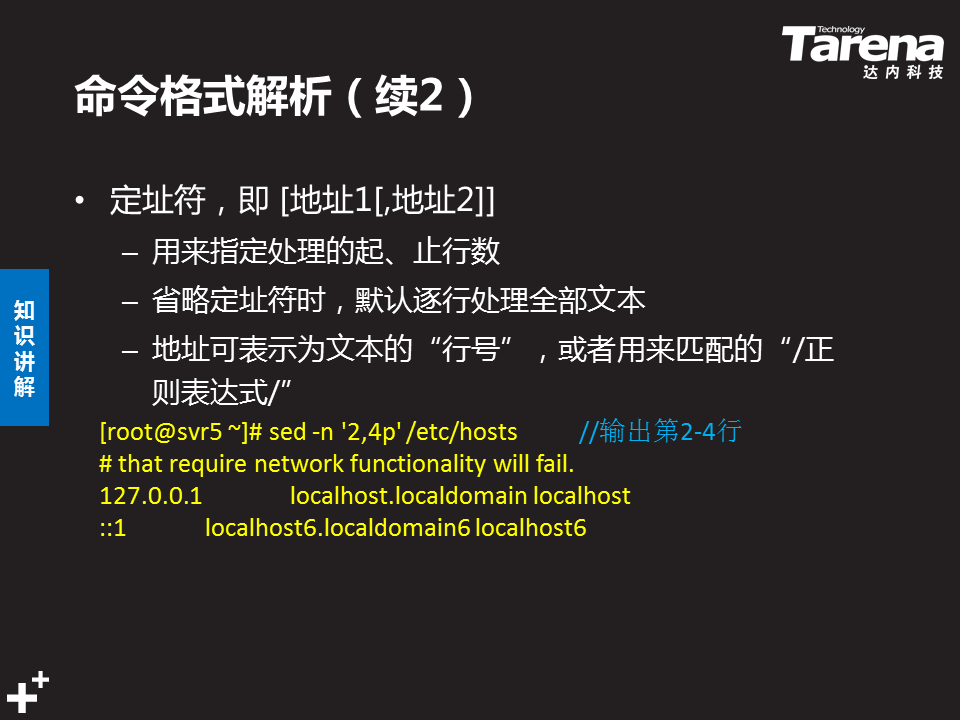 Technology
Tarena
达内科技
命令格式解析（续2）
• 定址符，即 [地址1[,地址2]]
– 用来指定处理的起、止行数
– 省略定址符时，默认逐行处理全部文本
– 地址可表示为文本的“行号”，或者用来匹配的“/正
则表达式/”
知
识
讲
解
[root@svr5 ~]# sed -n '2,4p' /etc/hosts //输出第2-4行
# that require network functionality will fail.
127.0.0.1 localhost.localdomain localhost
::1 localhost6.localdomain6 localhost6